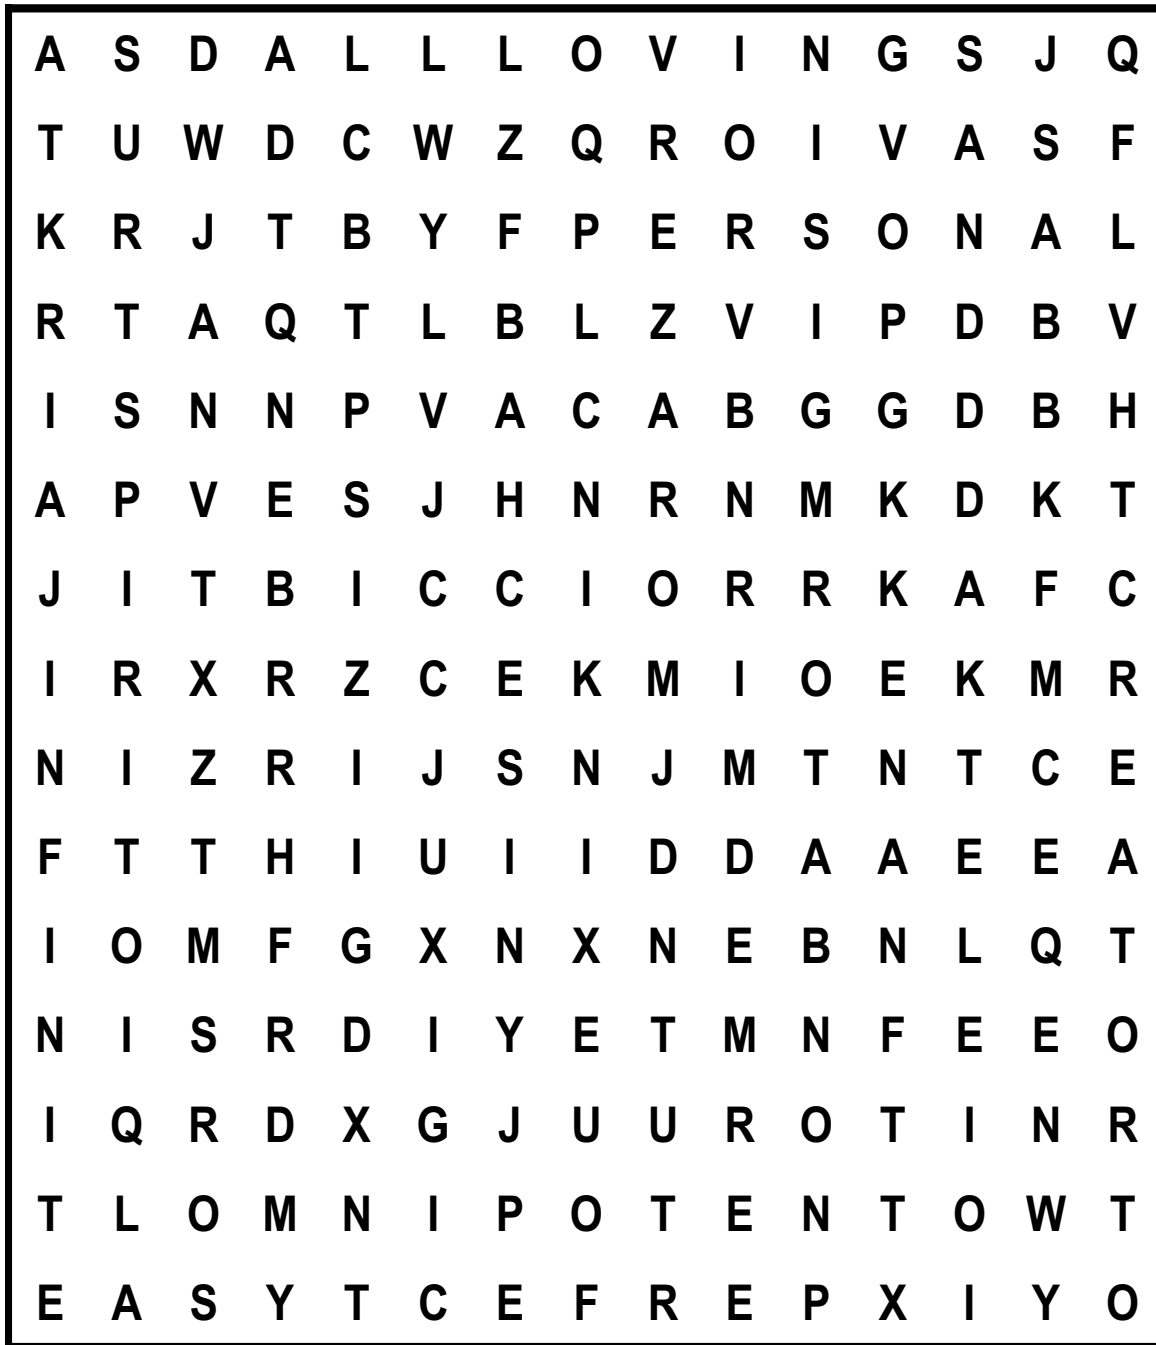 A S D A L L L O V I N G S J Q
T U W D C W Z Q R O I V A S F
K R J T B Y F P E R S O N A L
R T A Q T L B L Z V I P D B V
I S N N P V A C A B G G D B H
A P V E S J H N R N M K D K T
J I T B I C C I O R R K A F C
I R X R Z C E K M I O E K M R
N I Z R I J S N J M T N T C E
F T T H I U I I D D A A E E A
I O M F G X N X N E B N L Q T
N I S R D I Y E T M N F E E O
I Q R D X G J U U R O T I N R
T L O M N I P O T E N T O W T
E A S Y T C E F R E P X I Y O